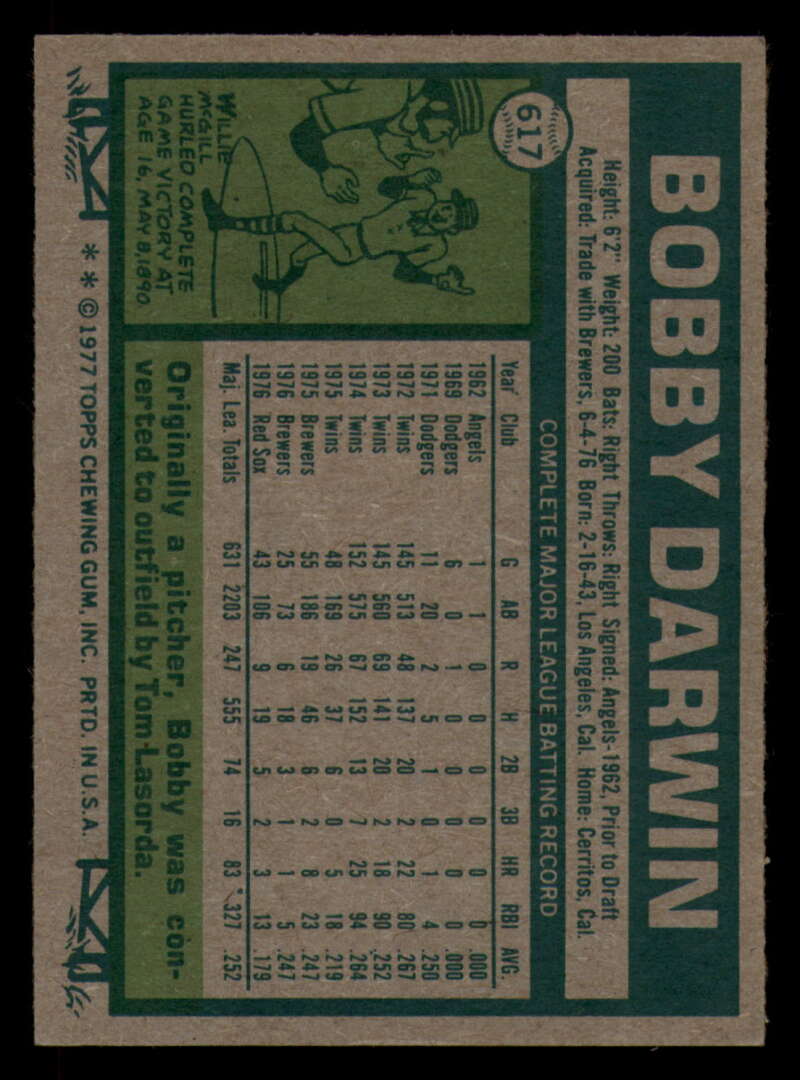 617
BOBBY DARWIN
Height: 6'2" Weight: 200 Bats: Right Throws: Right Signed: Angels-1962, Prior to Draft
Acquired: Trade with Brewers, 6-4-76 Born: 2-16-43, Los Angeles, Cal. Home: Cerritos, Cal.
COMPLETE MAJOR LEAGUE BATTING RECORD
Year Club G AB R H 2B 3B HR RBI AVG.
1962 Angels 1 1 0 0 0 0 0 0 .000
1969 Dodgers 6 0 1 0 0 0 0 0 .000
1971 Dodgers 11 20 2 5 1 0 1 4 .250
1972 Twins 145 513 48 137 20 2 22 80 .267
1973 Twins 145 560 69 141 20 2 18 90 .252
1974 Twins 152 575 67 152 13 7 25 94 .264
1975 Twins 48 169 26 37 6 0 5 18 .219
1975 Brewers 55 186 19 46 6 2 8 23 .247
1976 Brewers 25 73 6 18 3 1 1 5 .247
1976 Red Sox 43 106 9 19 5 2 3 13 .179
Maj. Lea Totals 631 2203 247 555 74 16 83 327 .252
WILLIE
McGILL
HURLED COMPLETE
GAME VICTORY AT
AGE 16, MAY 8, 1890.
Originally a pitcher, Bobby was con-
verted to outfield by Tom Lasorda.
* * © 1977 TOPPS CHEWING GUM, INC. PRTD. IN U.S.A.